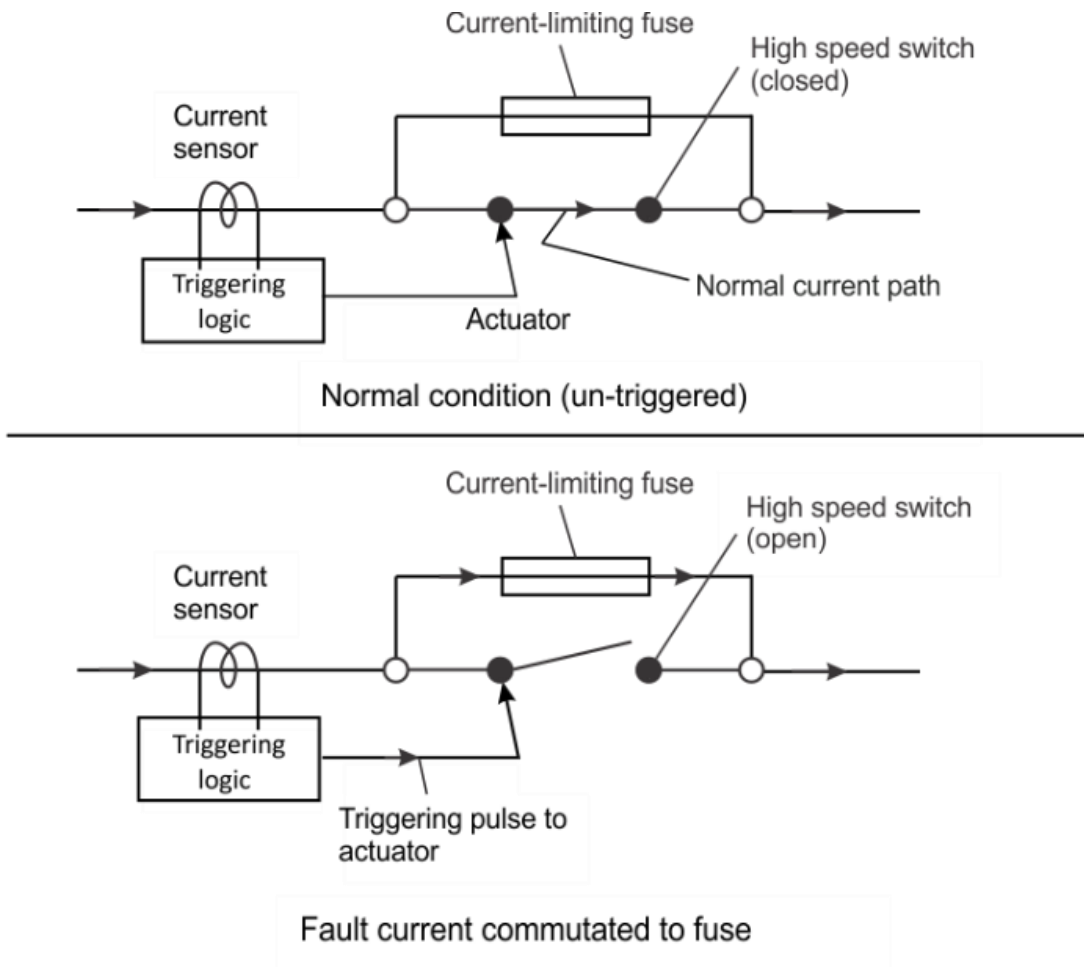 Current-limiting fuse
High speed switch
(closed)
Current
sensor
Triggering
logic
Normal current path
Actuator
Normal condition (un-triggered)
Current-limiting fuse
High speed switch
(open)
Current
sensor
Triggering
logic
Triggering pulse to
actuator
Fault current commutated to fuse